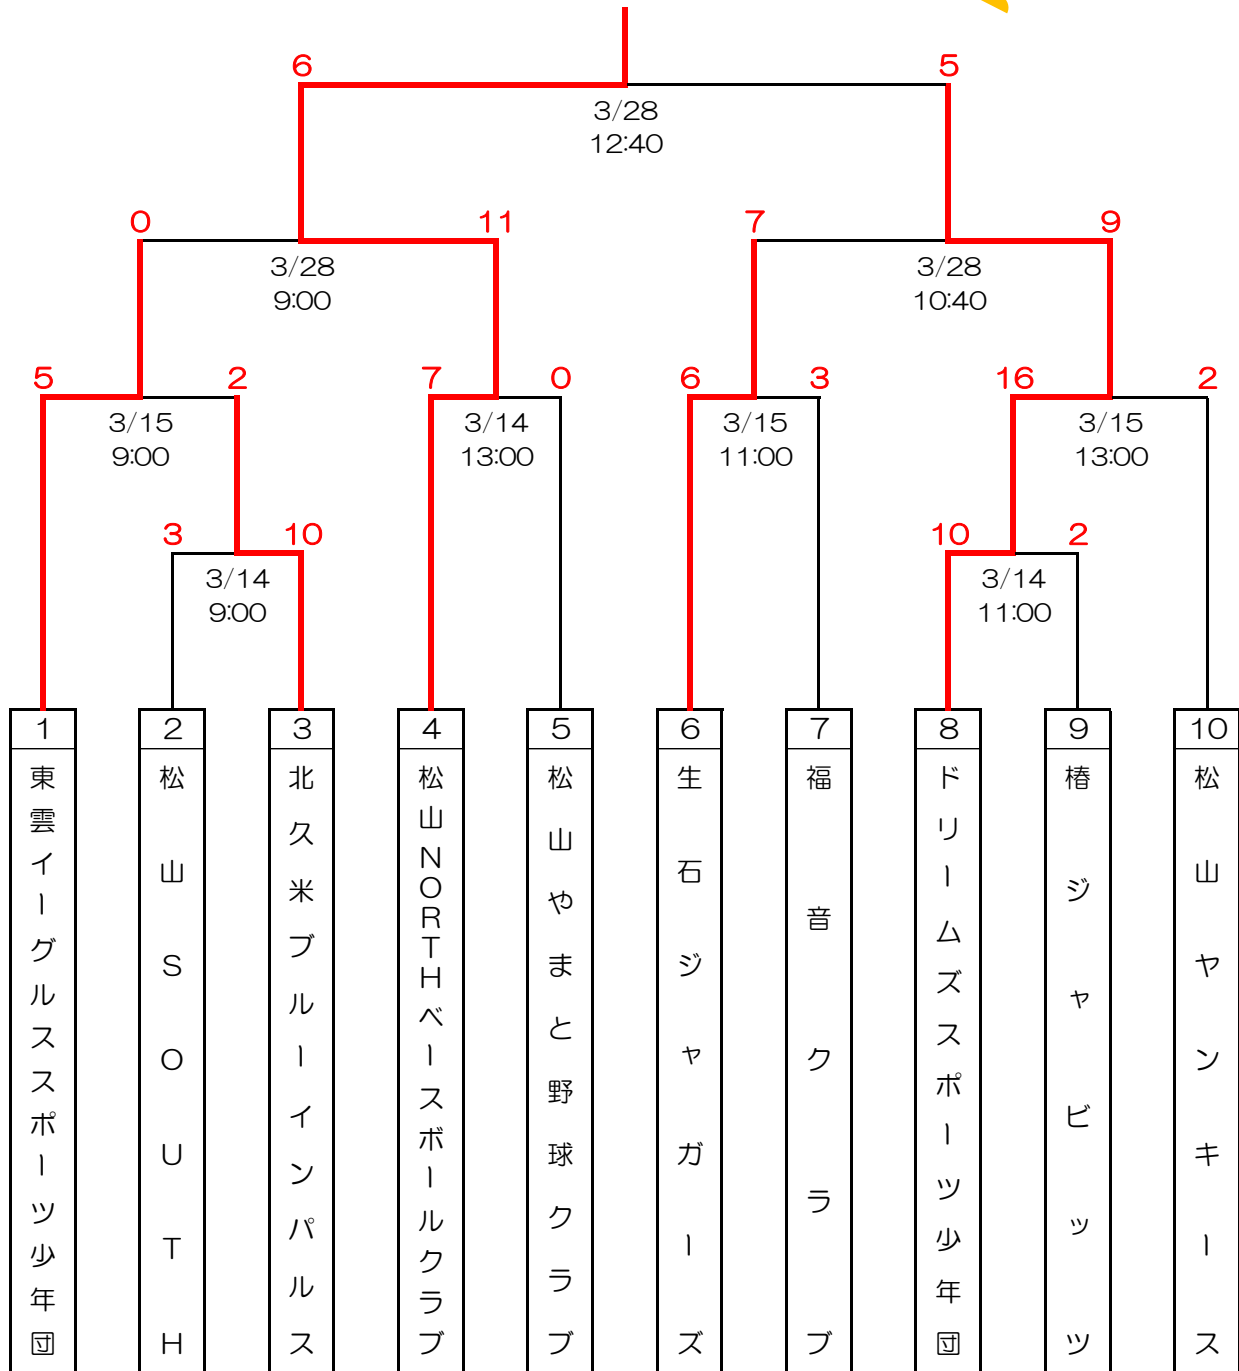 6 5
3/28
12:40
0 11 7 9
3/28 3/28
9:00 10:40
5 2 7 0 6 3 16 2
3/15 3/14 3/15 3/15
9:00 13:00 11:00 13:00
3 10 10 2
3/14 3/14
9:00 11:00
1 2 3 4 5 6 7 8 9 10
東雲イーグルススポーツ少年団
松山SOUTH
北久米ブルーインパルス
松山NORTHベースボールクラブ
松山やまと野球クラブ
生石ジャガーズ
福音クラブ
ドリームズスポーツ少年団
椿ジャビッツ
松山ヤンキース